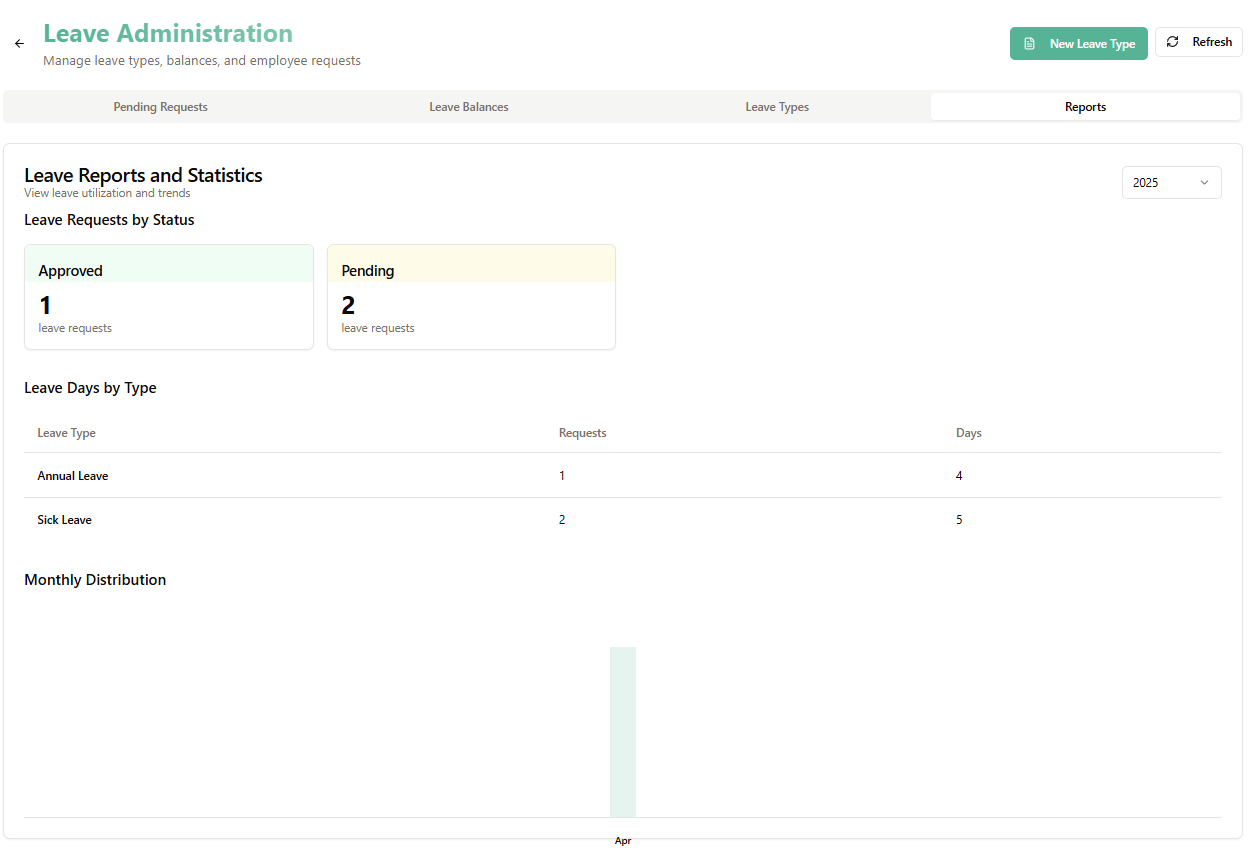 Leave Administration
Manage leave types, balances, and employee requests
New Leave Type
Refresh
Pending Requests
Leave Balances
Leave Types
Reports
Leave Reports and Statistics
View leave utilization and trends
2025
Leave Requests by Status
Approved
1
leave requests
Pending
2
leave requests
Leave Days by Type
Leave Type Requests Days
Annual Leave 1 4
Sick Leave 2 5
Monthly Distribution
Apr